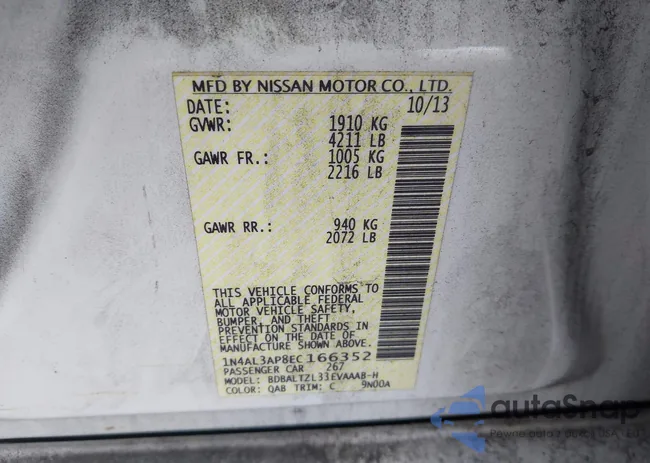 MFD BY NISSAN MOTOR CO., LTD.
DATE: 10/13
GVWR: 1910 KG
4211 LB
GAWR FR.: 1005 KG
2216 LB
GAWR RR.: 940 KG
2072 LB
THIS VEHICLE CONFORMS TO
ALL APPLICABLE FEDERAL
MOTOR VEHICLE SAFETY,
BUMPER, AND THEFT
PREVENTION STANDARDS IN
EFFECT ON THE DATE OF
MANUFACTURE SHOWN ABOVE.
1N4AL3AP8EC166352
PASSENGER CAR 267
MODEL: BDBALTZL33EVAAAB-H
COLOR: QAB TRIM: C 9N00A
autoSnap